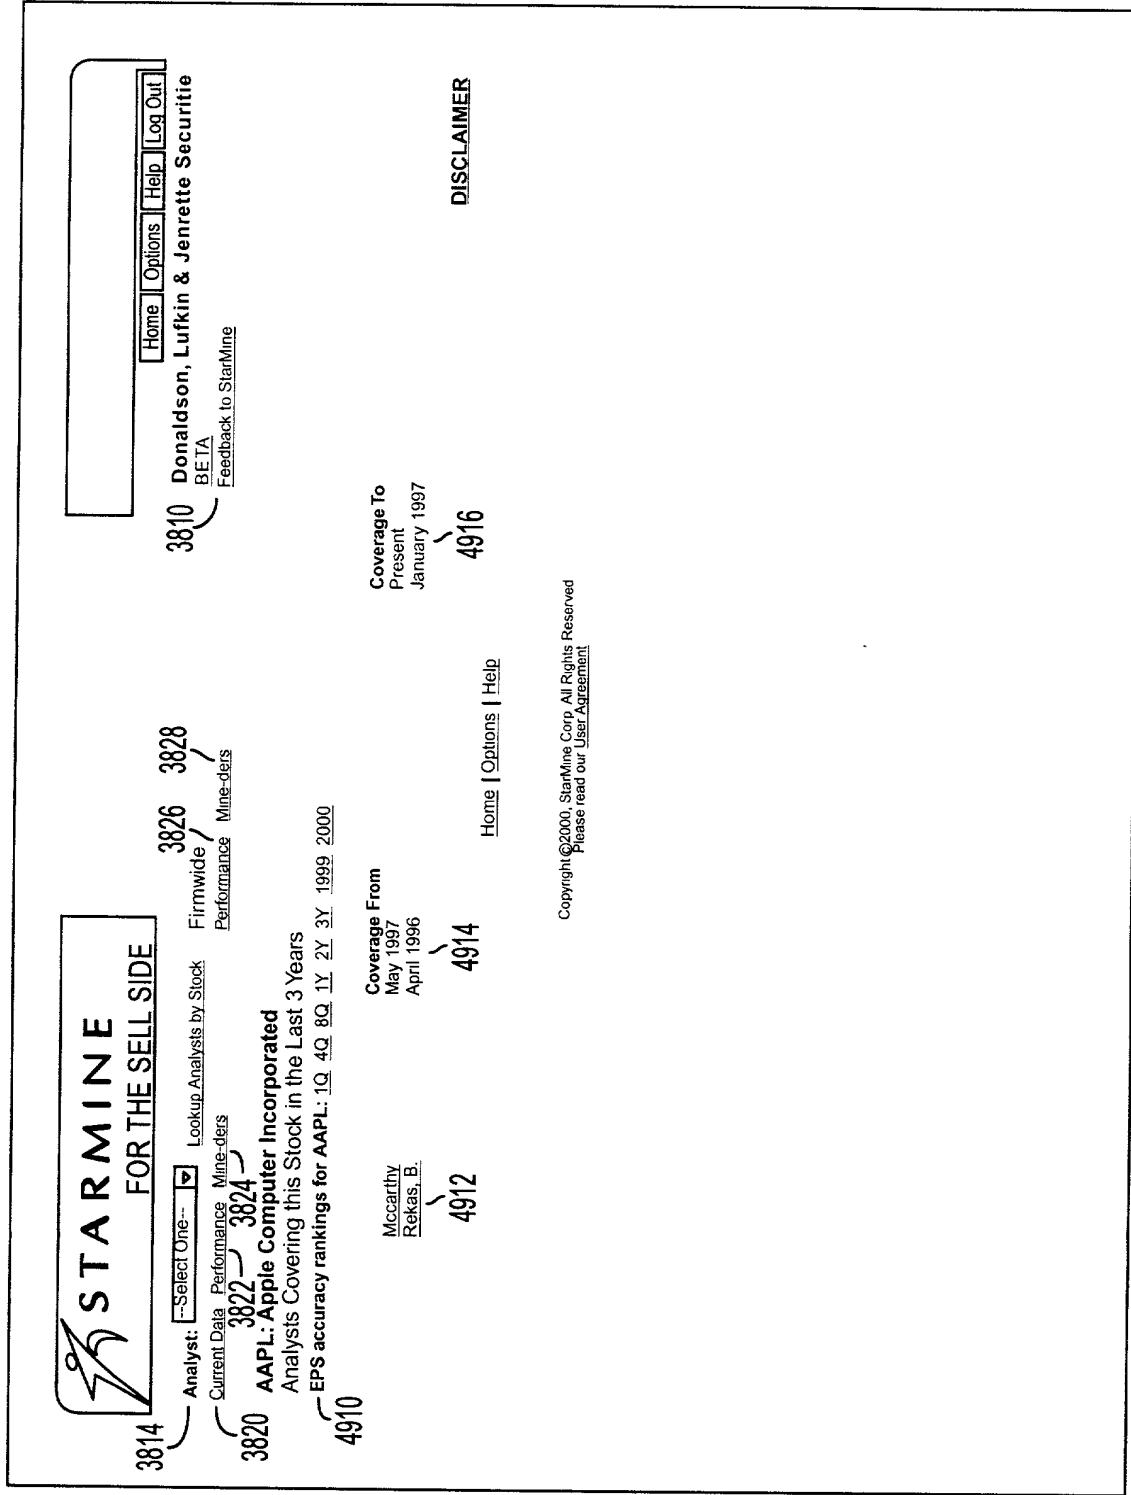 STARMINE
FOR THE SELL SIDE
Home Options Help Log Out
3814
Analyst: --Select One-- Lookup Analysts by Stock
3826 3828
Firmwide
3810
Donaldson, Lufkin & Jenrette Securitie
BETA
Feedback to StarMine
Current Data Performance Mine-ders
Performance Mine-ders
3820 3822 3824
AAPL: Apple Computer Incorporated
Analysts Covering this Stock in the Last 3 Years
EPS accuracy rankings for AAPL: 1Q 4Q 8Q 1Y 2Y 3Y 1999 2000
4910
Coverage From Coverage To
Mccarthy May 1997 Present
Rekas, B. April 1996 January 1997
4912 4914 4916
DISCLAIMER
Home | Options | Help
Copyright©2000, StarMine Corp All Rights Reserved
Please read our User Agreement